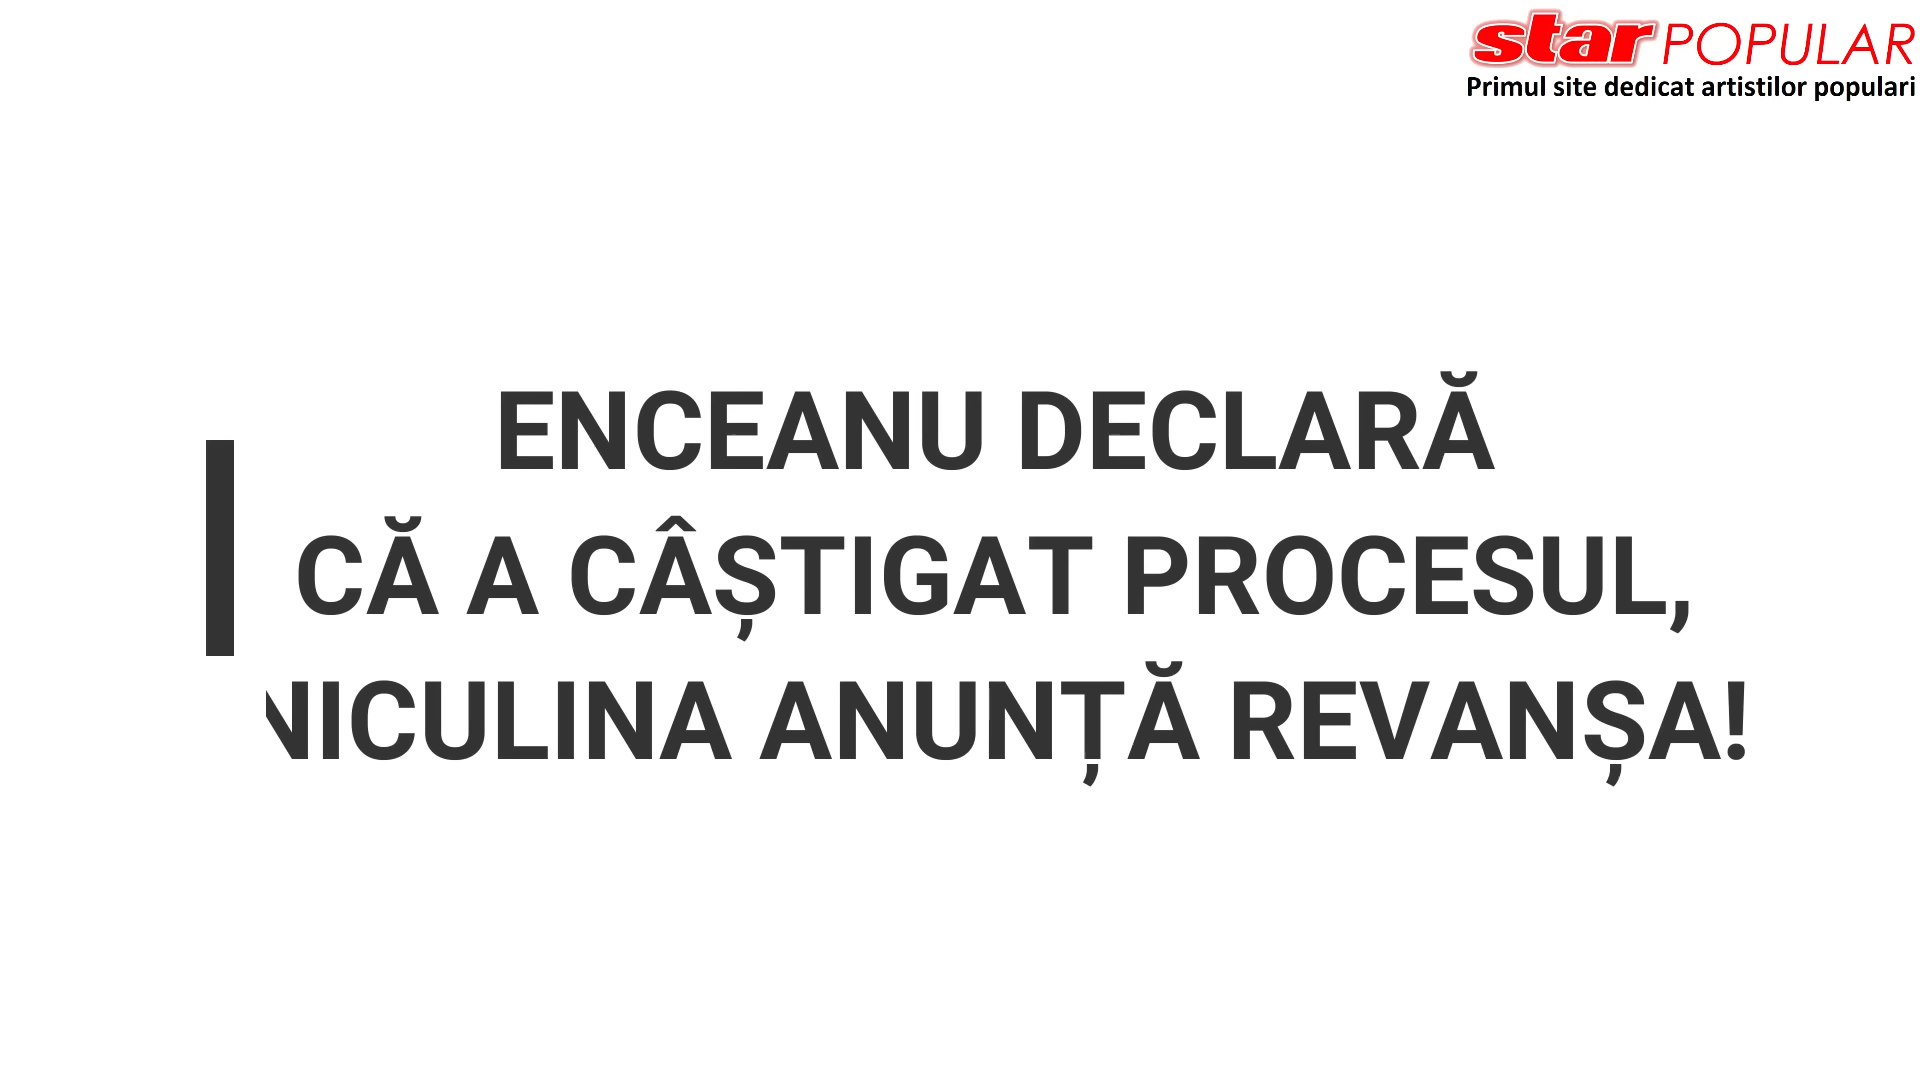 star POPULAR
Primul site dedicat artistilor populari
ENCEANU DECLARĂ
CĂ A CÂȘTIGAT PROCESUL,
NICULINA ANUNȚĂ REVANȘA!